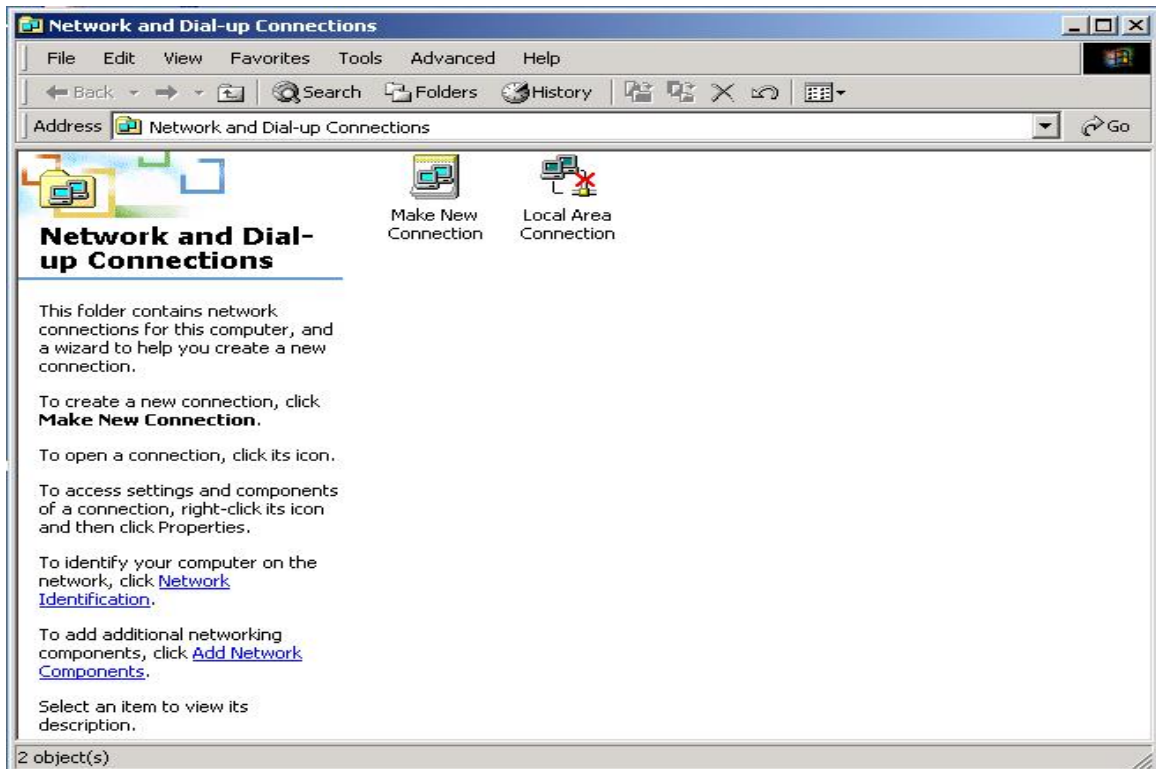 Network and Dial-up Connections
File Edit View Favorites Tools Advanced Help
Back Search Folders History
Address Network and Dial-up Connections Go
Network and Dial-
up Connections
This folder contains network
connections for this computer, and
a wizard to help you create a new
connection.
To create a new connection, click
Make New Connection.
To open a connection, click its icon.
To access settings and components
of a connection, right-click its icon
and then click Properties.
To identify your computer on the
network, click Network
Identification.
To add additional networking
components, click Add Network
Components.
Select an item to view its
description.
Make New
Connection
Local Area
Connection
2 object(s)